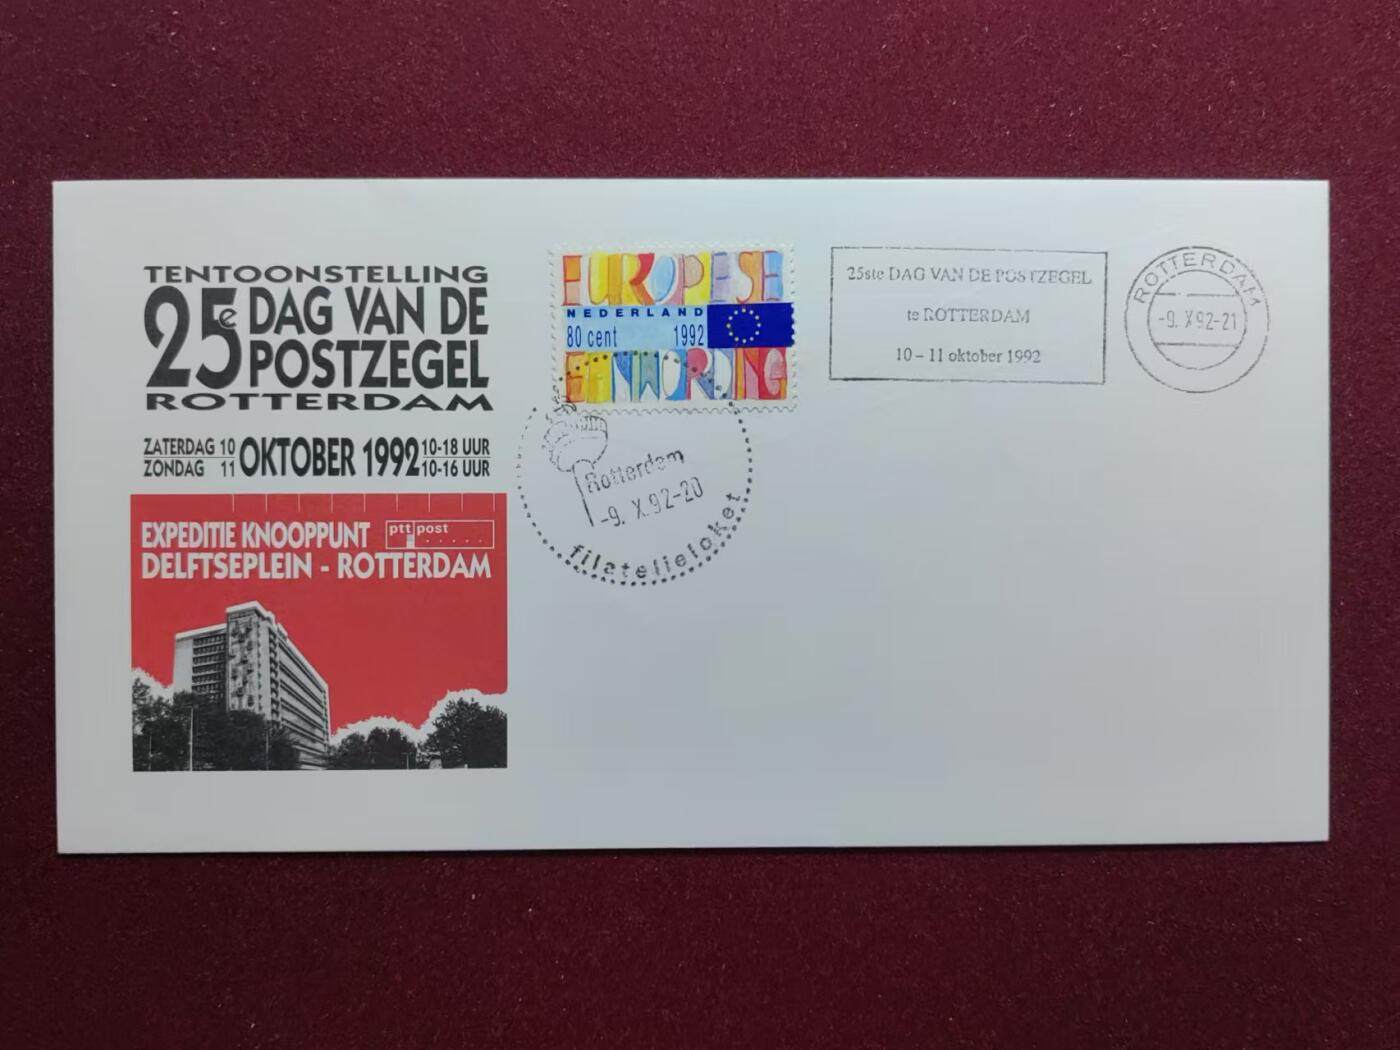 TENTOONSTELLING
25e DAG VAN DE
POSTZEGEL
ROTTERDAM
ZATERDAG 10
ZONDAG 11
OKTOBER 1992
10-18 UUR
10-16 UUR
EXPEDITIE KNOOPPUNT
ptt post
DELFTSEPLEIN - ROTTERDAM
EUROPESE
NEDERLAND
80 cent 1992
EENWORDING
Rotterdam
-9. X.92-20
filatelieloket
25ste DAG VAN DE POSTZEGEL
te ROTTERDAM
10 – 11 oktober 1992
ROTTERDAM
-9. X 92-21